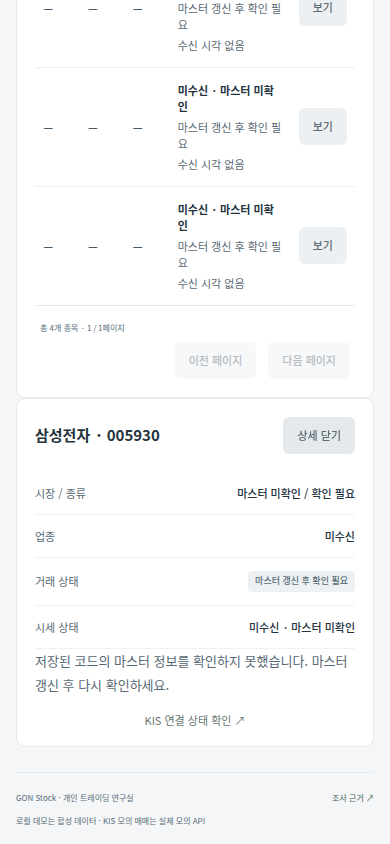 — — — 마스터 갱신 후 확인 필 보기
요
수신 시각 없음
미수신 · 마스터 미확
인
— — — 마스터 갱신 후 확인 필 보기
요
수신 시각 없음
미수신 · 마스터 미확
인
— — — 마스터 갱신 후 확인 필 보기
요
수신 시각 없음
총 4개 종목 · 1 / 1페이지
이전 페이지 다음 페이지
삼성전자 · 005930 상세 닫기
시장 / 종류 마스터 미확인 / 확인 필요
업종 미수신
거래 상태 마스터 갱신 후 확인 필요
시세 상태 미수신 · 마스터 미확인
저장된 코드의 마스터 정보를 확인하지 못했습니다. 마스터
갱신 후 다시 확인하세요.
KIS 연결 상태 확인 ↗
GON Stock · 개인 트레이딩 연구실 조사 근거 ↗
로컬 데모는 합성 데이터 · KIS 모의 매매는 실제 모의 API